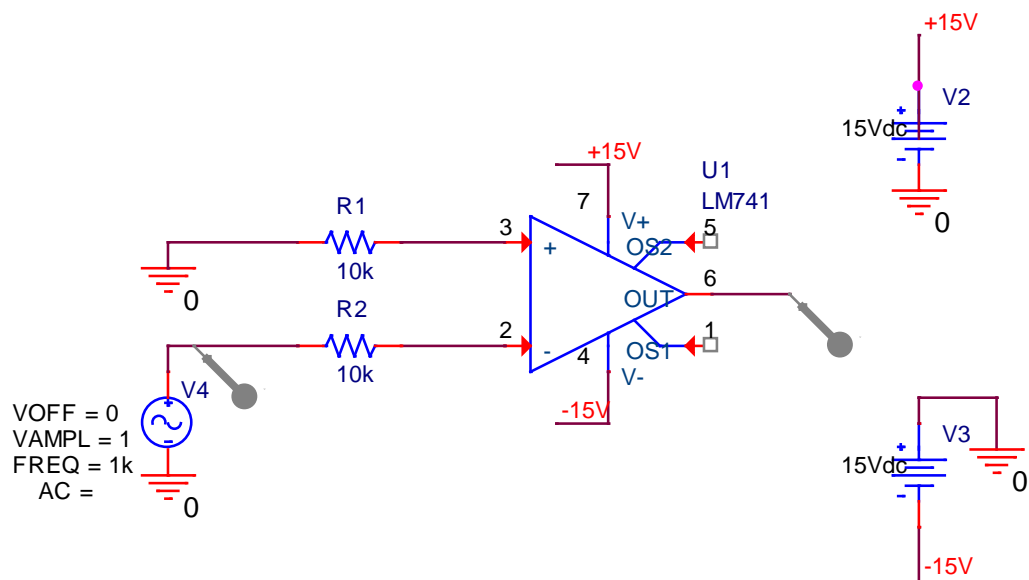 +15V
V2
15Vdc
+
-
0
+15V
U1
LM741
7
V+
5
OS2
R1
10k
3
+
0
6
OUT
R2
10k
2
-
4
OS1
1
V-
-15V
V4
+
-
VOFF = 0
VAMPL = 1
FREQ = 1k
AC =
0
V3
15Vdc
+
-
0
-15V